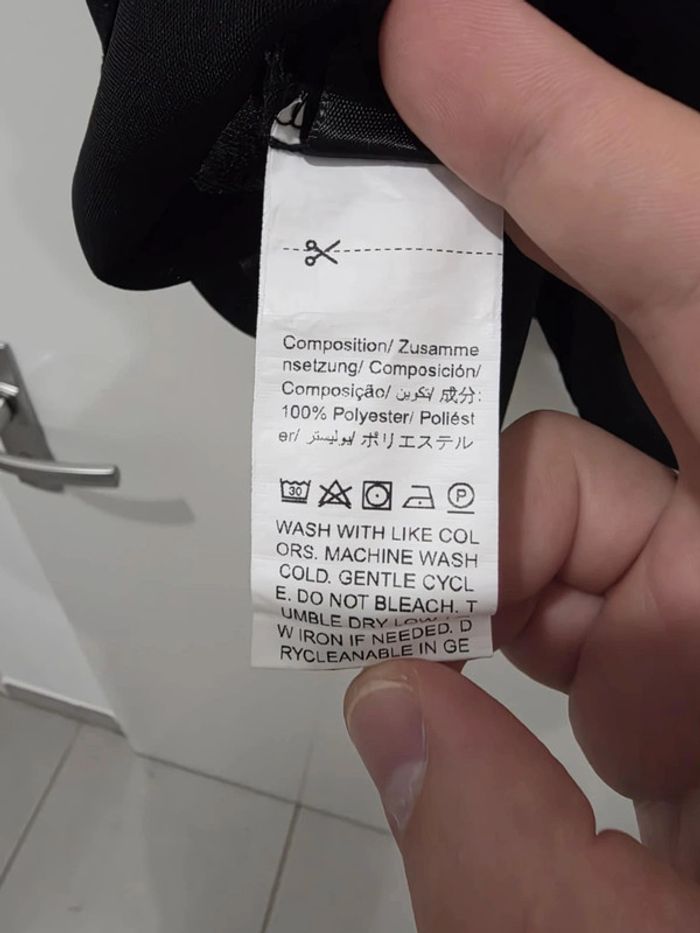 Composition/ Zusamme
nsetzung/ Composición/
Composição/ تكوين/ 成分:
100% Polyester/ Poliést
er/ بوليستر/ ポリエステル
30
P
WASH WITH LIKE COL
ORS. MACHINE WASH
COLD. GENTLE CYCL
E. DO NOT BLEACH. T
UMBLE DRY
W IRON IF NEEDED. D
RYCLEANABLE IN GE